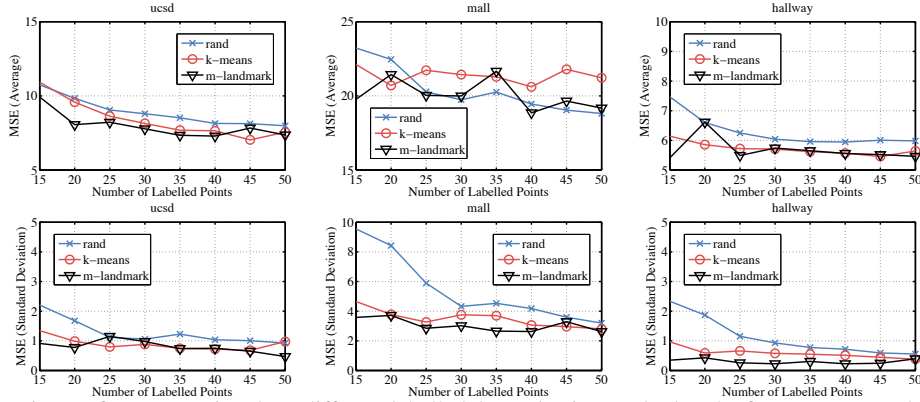 ucsd
MSE (Average)
15
10
5
rand
k−means
m−landmark
15 20 25 30 35 40 45 50
Number of Labelled Points
mall
MSE (Average)
25
20
15
rand
k−means
m−landmark
15 20 25 30 35 40 45 50
Number of Labelled Points
hallway
MSE (Average)
10
9
8
7
6
5
rand
k−means
m−landmark
15 20 25 30 35 40 45 50
Number of Labelled Points
ucsd
MSE (Standard Deviation)
5
4
3
2
1
0
rand
k−means
m−landmark
15 20 25 30 35 40 45 50
Number of Labelled Points
mall
MSE (Standard Deviation)
10
8
6
4
2
0
rand
k−means
m−landmark
15 20 25 30 35 40 45 50
Number of Labelled Points
hallway
MSE (Standard Deviation)
5
4
3
2
1
0
rand
k−means
m−landmark
15 20 25 30 35 40 45 50
Number of Labelled Points